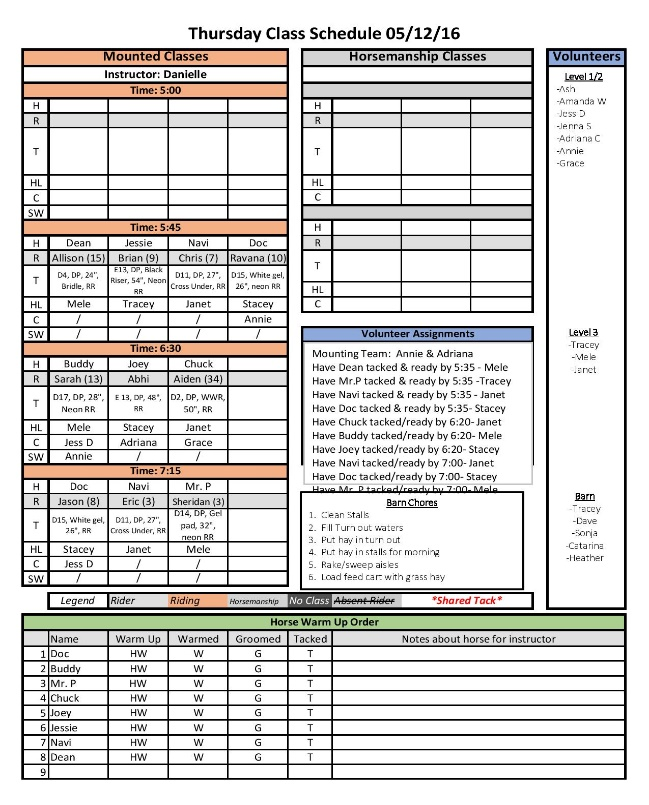 Thursday Class Schedule 05/12/16
Mounted Classes
Instructor: Danielle
Time: 5:00
H
R
T
HL
C
SW
Time: 5:45
H Dean Jessie Navi Doc
R Allison (15) Brian (9) Chris (7) Ravana (10)
T D4, DP, 24", Bridle, RR E13, DP, Black Riser, 54", Neon RR D11, DP, 27", Cross Under, RR D15, White gel, 26", neon RR
HL Mele Tracey Janet Stacey
C / / / Annie
SW / / / /
Time: 6:30
H Buddy Joey Chuck
R Sarah (13) Abhi Aiden (34)
T D17, DP, 28", Neon RR E 13, DP, 48", RR D2, DP, WWR, 50", RR
HL Mele Stacey Janet
C Jess D Adriana Grace
SW Annie / /
Time: 7:15
H Doc Navi Mr. P
R Jason (8) Eric (3) Sheridan (3)
T D15, White gel, 26", RR D11, DP, 27", Cross Under, RR D14, DP, Gel pad, 32", neon RR
HL Stacey Janet Mele
C Jess D / /
SW / / /
Horsemanship Classes
H
R
T
HL
C
H
R
T
HL
C
Volunteer Assignments
Mounting Team: Annie & Adriana
Have Dean tacked & ready by 5:35 - Mele
Have Mr.P tacked & ready by 5:35 -Tracey
Have Navi tacked & ready by 5:35 - Janet
Have Doc tacked & ready by 5:35- Stacey
Have Chuck tacked/ready by 6:20- Janet
Have Buddy tacked/ready by 6:20- Mele
Have Joey tacked/ready by 6:20- Stacey
Have Navi tacked/ready by 7:00- Janet
Have Doc tacked/ready by 7:00- Stacey
Have Mr. P tacked/ready by 7:00- Mele
Barn Chores
1. Clean Stalls
2. Fill Turn out waters
3. Put hay in turn out
4. Put hay in stalls for morning
5. Rake/sweep aisles
6. Load feed cart with grass hay
Volunteers
Level 1/2
-Ash
-Amanda W
-Jess D
-Jenna S
-Adriana C
-Annie
-Grace
Level 3
-Tracey
-Mele
-Janet
Barn
-Tracey
-Dave
-Sonja
-Catarina
-Heather
Legend Rider Riding Horsemanship No Class Absent Rider *Shared Tack*
Horse Warm Up Order
Name Warm Up Warmed Groomed Tacked Notes about horse for instructor
1 Doc HW W G T
2 Buddy HW W G T
3 Mr. P HW W G T
4 Chuck HW W G T
5 Joey HW W G T
6 Jessie HW W G T
7 Navi HW W G T
8 Dean HW W G T
9